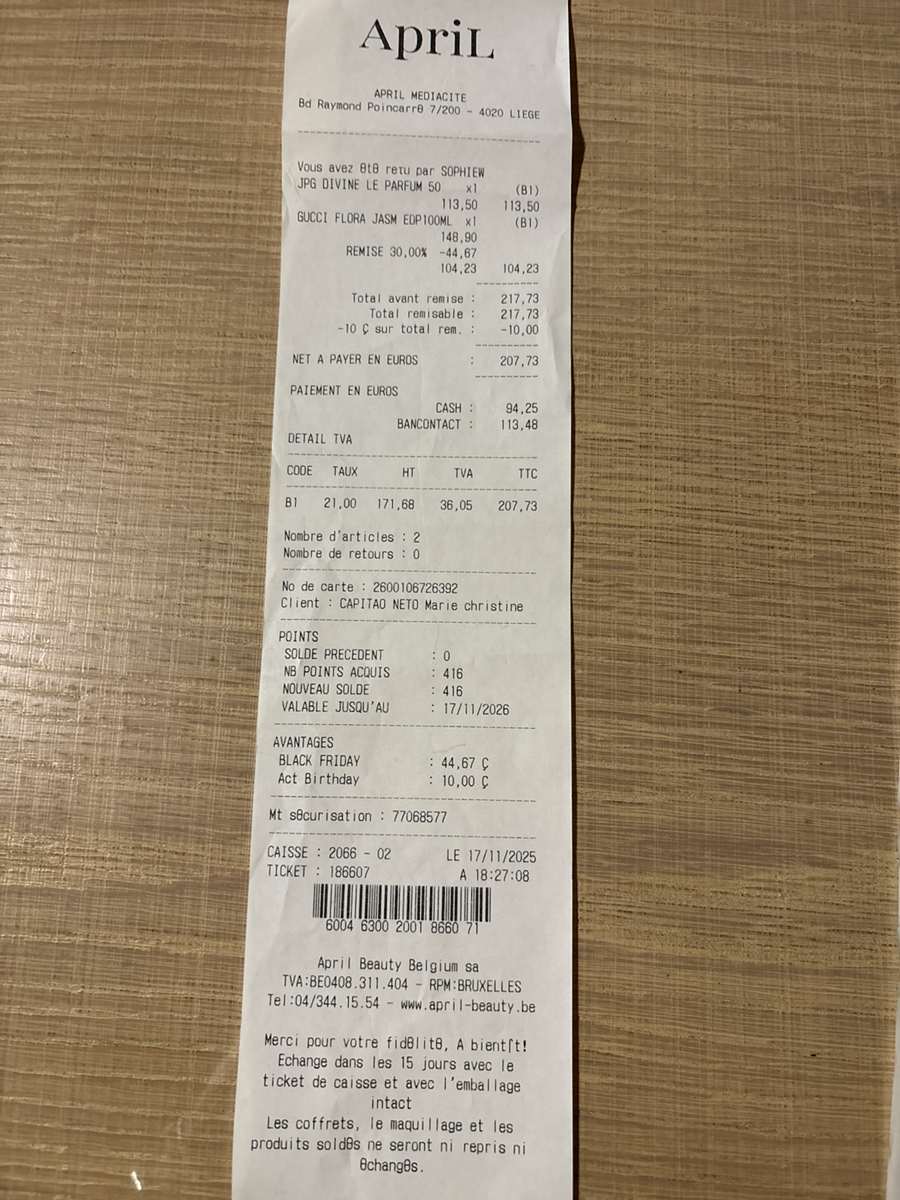 ApriL
APRIL MEDIACITE
Bd Raymond Poincarrθ 7/200 - 4020 LIEGE
Vous avez θtθ reτu par SOPHIEW
JPG DIVINE LE PARFUM 50 x1 (B1)
113,50 113,50
GUCCI FLORA JASM EDP100ML x1 (B1)
148,90
REMISE 30,00% -44,67
104,23 104,23
Total avant remise : 217,73
Total remisable : 217,73
-10 Ç sur total rem. : -10,00
NET A PAYER EN EUROS : 207,73
PAIEMENT EN EUROS
CASH : 94,25
BANCONTACT : 113,48
DETAIL TVA
CODE TAUX HT TVA TTC
B1 21,00 171,68 36,05 207,73
Nombre d'articles : 2
Nombre de retours : 0
No de carte : 2600106726392
Client : CAPITAO NETO Marie christine
POINTS
SOLDE PRECEDENT : 0
NB POINTS ACQUIS : 416
NOUVEAU SOLDE : 416
VALABLE JUSQU'AU : 17/11/2026
AVANTAGES
BLACK FRIDAY : 44,67 Ç
Act Birthday : 10,00 Ç
Mt sθcurisation : 77068577
CAISSE : 2066 - 02 LE 17/11/2025
TICKET : 186607 A 18:27:08
6004 6300 2001 8660 71
April Beauty Belgium sa
TVA:BE0408.311.404 - RPM:BRUXELLES
Tel:04/344.15.54 - www.april-beauty.be
Merci pour votre fidθlitθ, A bient⌠t!
Echange dans les 15 jours avec le
ticket de caisse et avec l'emballage
intact
Les coffrets, le maquillage et les
produits soldθs ne seront ni repris ni
θchangθs.